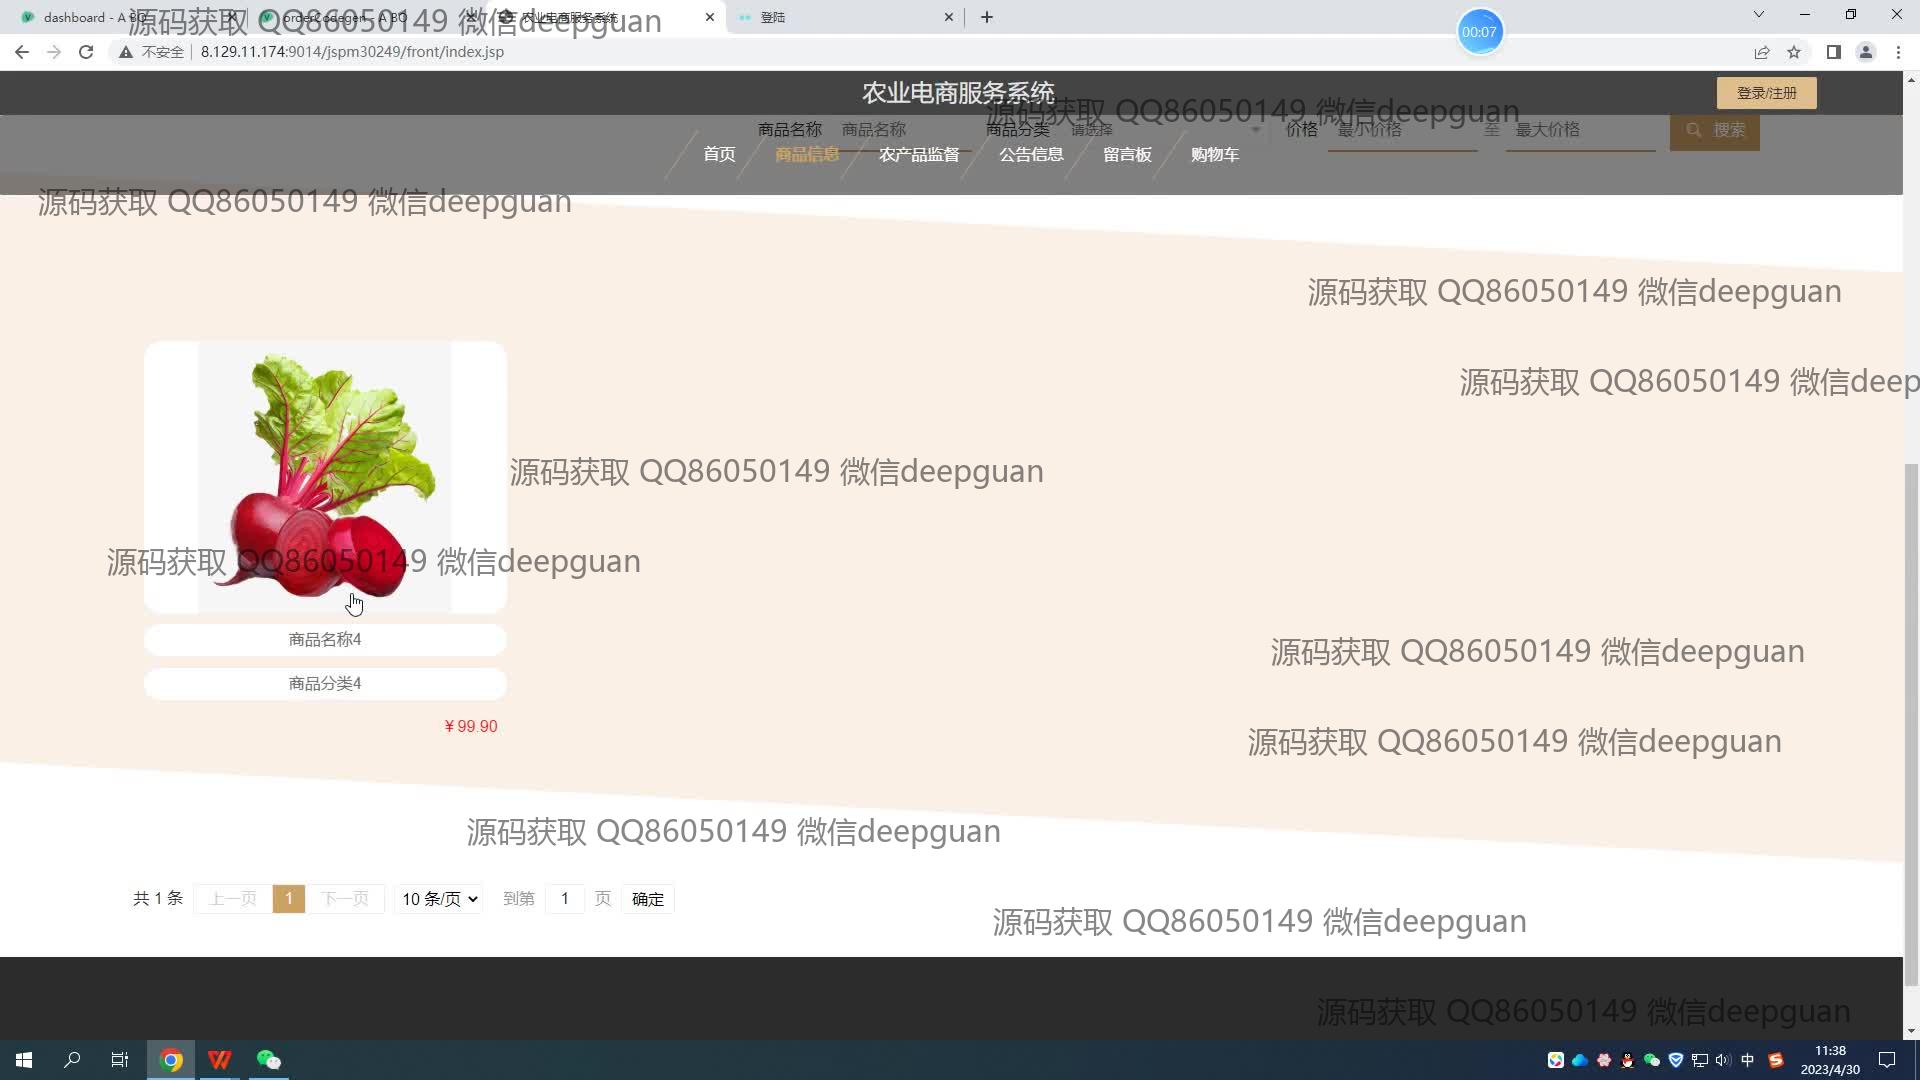 dashboard - A BO
orderCodegen - A BO
农业电商服务系统
登陆
源码获取 QQ86050149 微信deepguan
00:07
不安全
8.129.11.174:9014/jspm30249/front/index.jsp
农业电商服务系统
登录/注册
源码获取 QQ86050149 微信deepguan
商品名称 商品名称 商品分类 请选择 价格 最小价格 至 最大价格 搜索
首页 商品信息 农产品监督 公告信息 留言板 购物车
源码获取 QQ86050149 微信deepguan
源码获取 QQ86050149 微信deepguan
源码获取 QQ86050149 微信deep
源码获取 QQ86050149 微信deepguan
源码获取 QQ86050149 微信deepguan
商品名称4
源码获取 QQ86050149 微信deepguan
商品分类4
¥ 99.90
源码获取 QQ86050149 微信deepguan
源码获取 QQ86050149 微信deepguan
共 1 条 上一页 1 下一页 10 条/页 到第 1 页 确定
源码获取 QQ86050149 微信deepguan
源码获取 QQ86050149 微信deepguan
中
11:38
2023/4/30